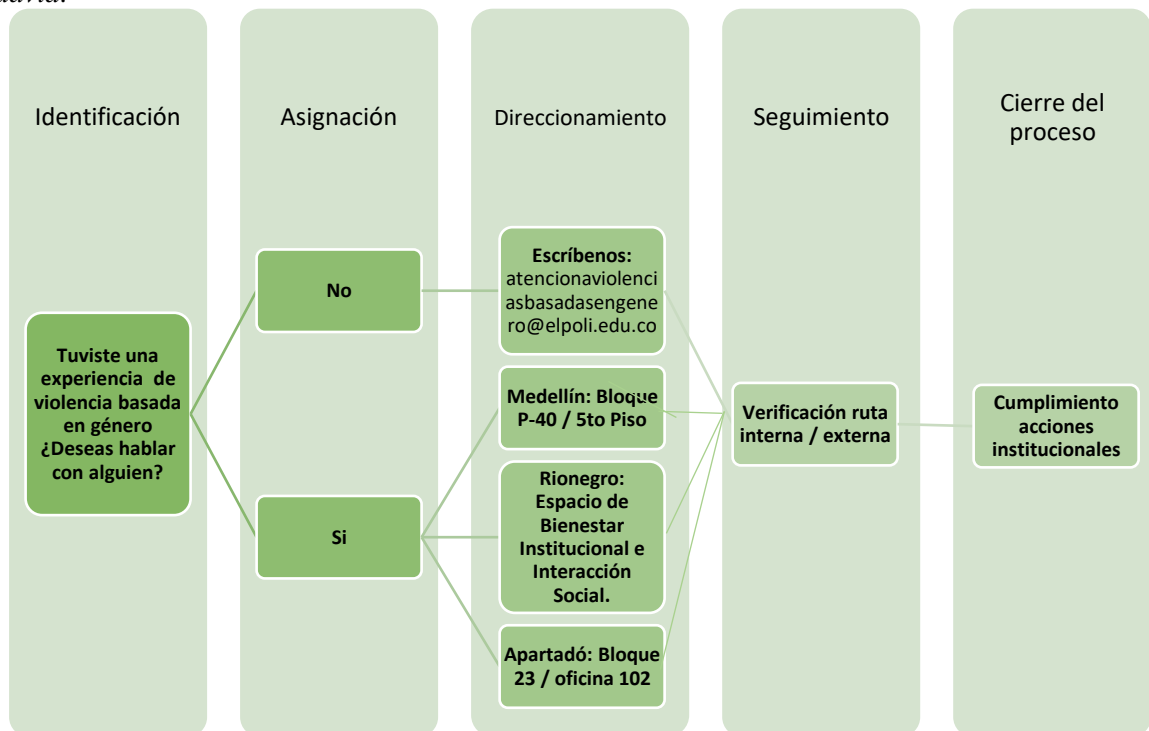 Identificación
Asignación
Direccionamiento
Seguimiento
Cierre del
proceso
Tuviste una
experiencia de
violencia basada
en género
¿Deseas hablar
con alguien?
No
Si
Escríbenos:
atencionaviolenci
asbasadasengene
ro@elpoli.edu.co
Medellín: Bloque
P-40 / 5to Piso
Rionegro:
Espacio de
Bienestar
Institucional e
Interacción
Social.
Apartadó: Bloque
23 / oficina 102
Verificación ruta
interna / externa
Cumplimiento
acciones
institucionales